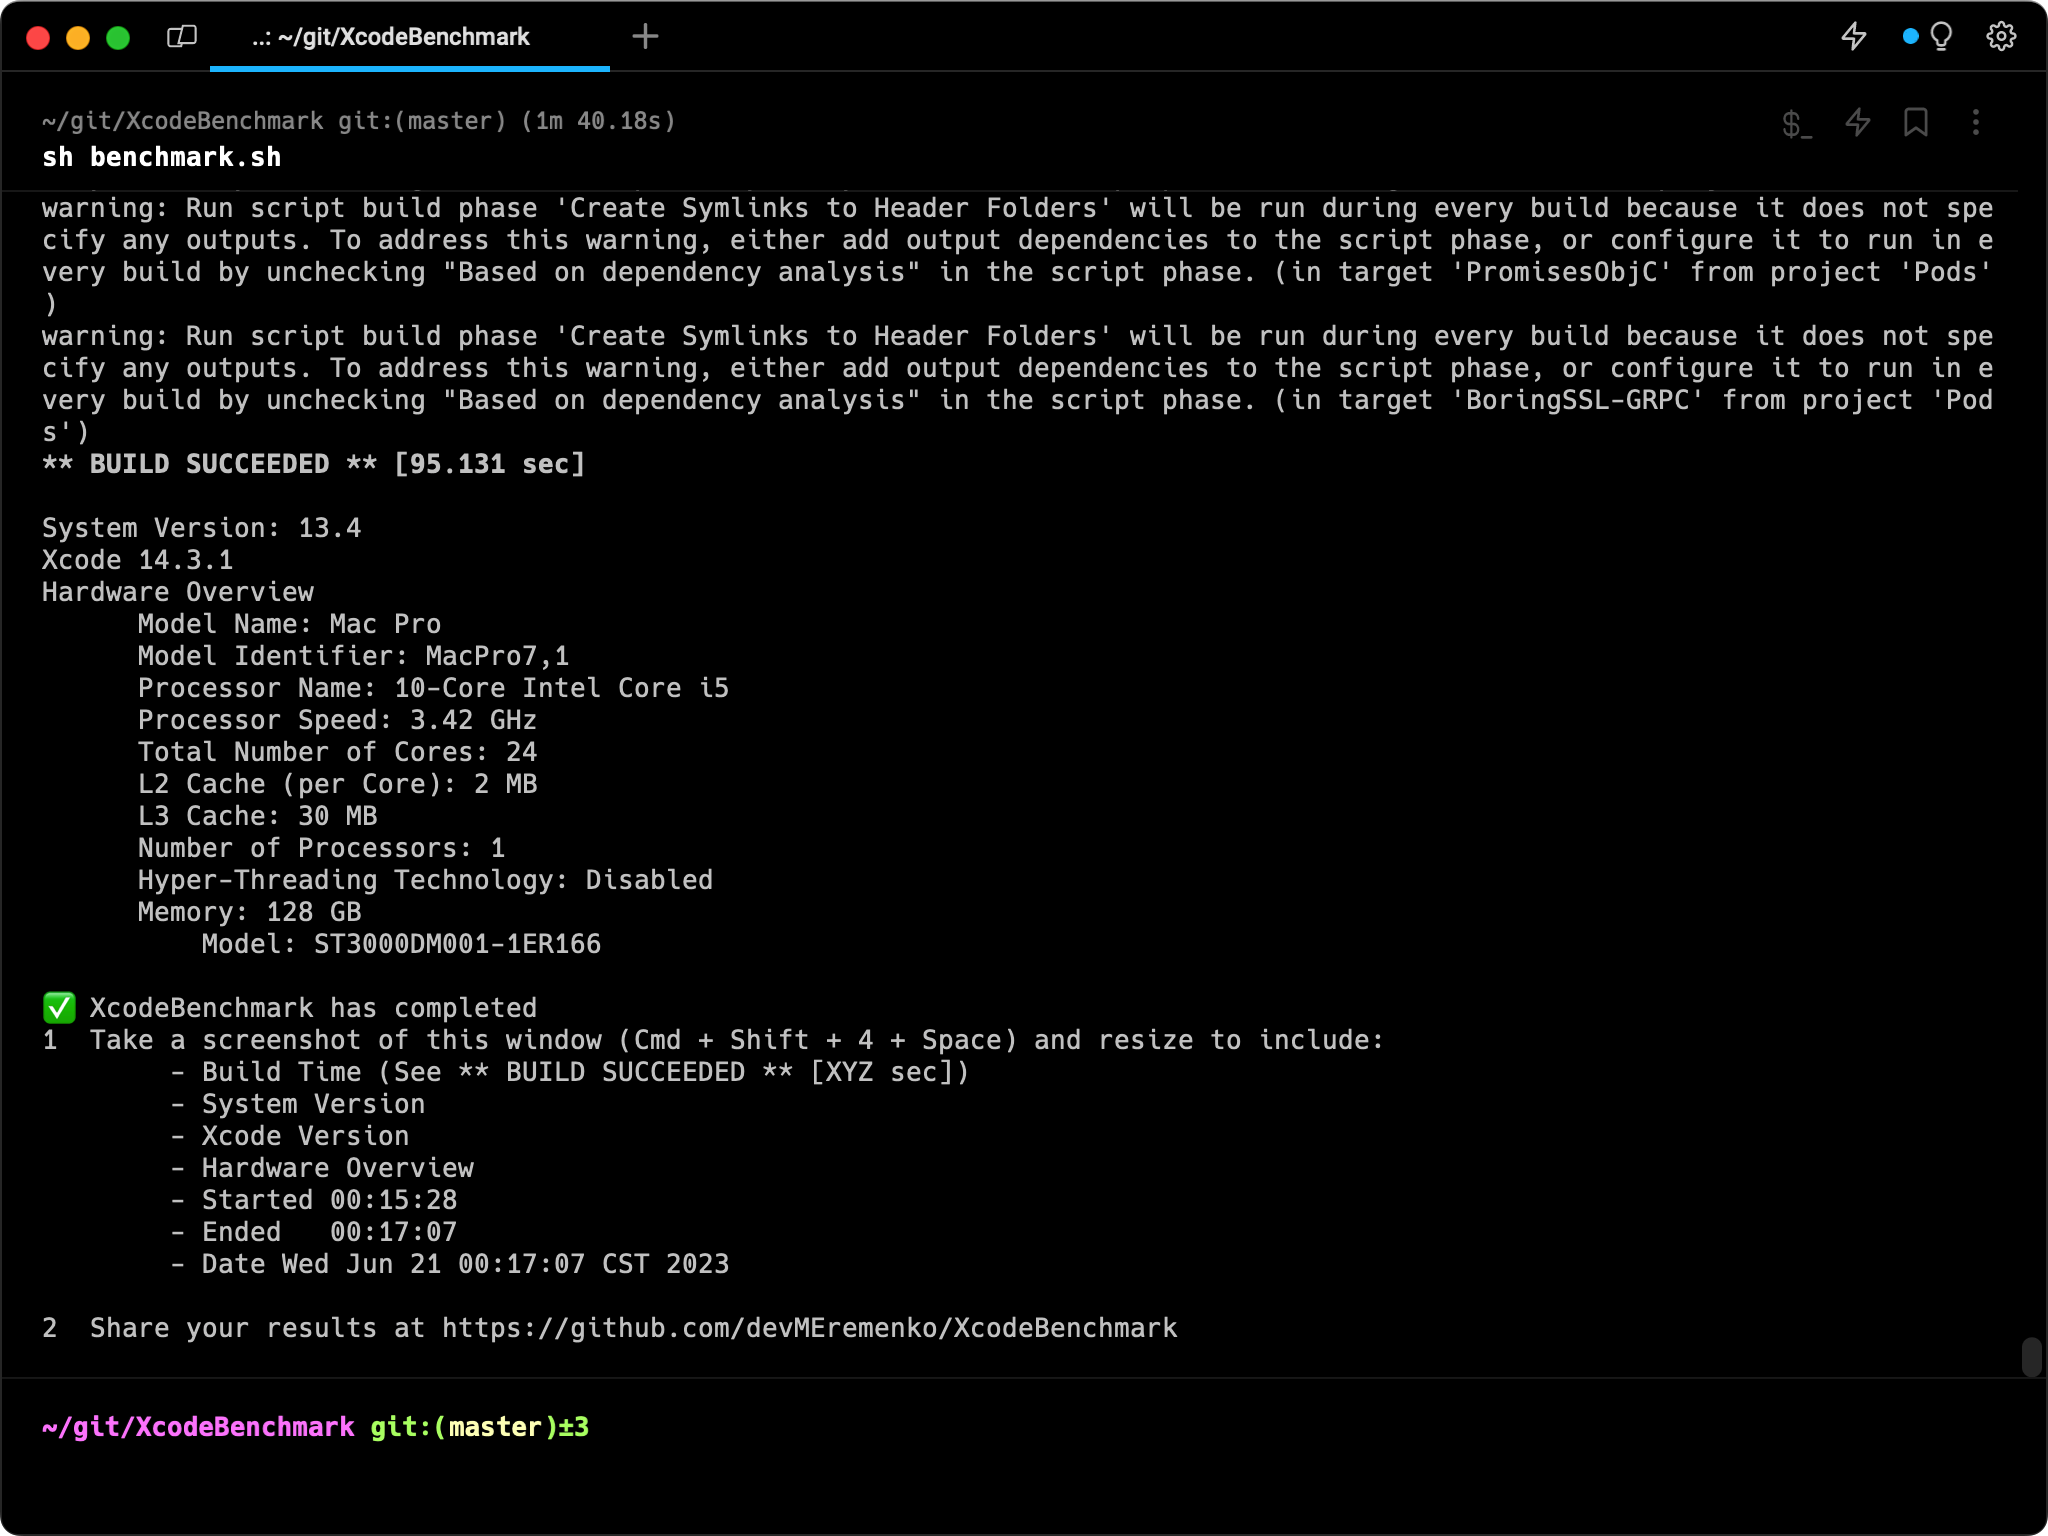 ..: ~/git/XcodeBenchmark
~/git/XcodeBenchmark git:(master) (1m 40.18s)
$_
sh benchmark.sh
warning: Run script build phase 'Create Symlinks to Header Folders' will be run during every build because it does not spe
cify any outputs. To address this warning, either add output dependencies to the script phase, or configure it to run in e
very build by unchecking "Based on dependency analysis" in the script phase. (in target 'PromisesObjC' from project 'Pods'
)
warning: Run script build phase 'Create Symlinks to Header Folders' will be run during every build because it does not spe
cify any outputs. To address this warning, either add output dependencies to the script phase, or configure it to run in e
very build by unchecking "Based on dependency analysis" in the script phase. (in target 'BoringSSL-GRPC' from project 'Pod
s')
** BUILD SUCCEEDED ** [95.131 sec]
System Version: 13.4
Xcode 14.3.1
Hardware Overview
Model Name: Mac Pro
Model Identifier: MacPro7,1
Processor Name: 10-Core Intel Core i5
Processor Speed: 3.42 GHz
Total Number of Cores: 24
L2 Cache (per Core): 2 MB
L3 Cache: 30 MB
Number of Processors: 1
Hyper-Threading Technology: Disabled
Memory: 128 GB
Model: ST3000DM001-1ER166
✅ XcodeBenchmark has completed
1  Take a screenshot of this window (Cmd + Shift + 4 + Space) and resize to include:
- Build Time (See ** BUILD SUCCEEDED ** [XYZ sec])
- System Version
- Xcode Version
- Hardware Overview
- Started 00:15:28
- Ended   00:17:07
- Date Wed Jun 21 00:17:07 CST 2023
2  Share your results at https://github.com/devMEremenko/XcodeBenchmark
~/git/XcodeBenchmark git:(master)±3